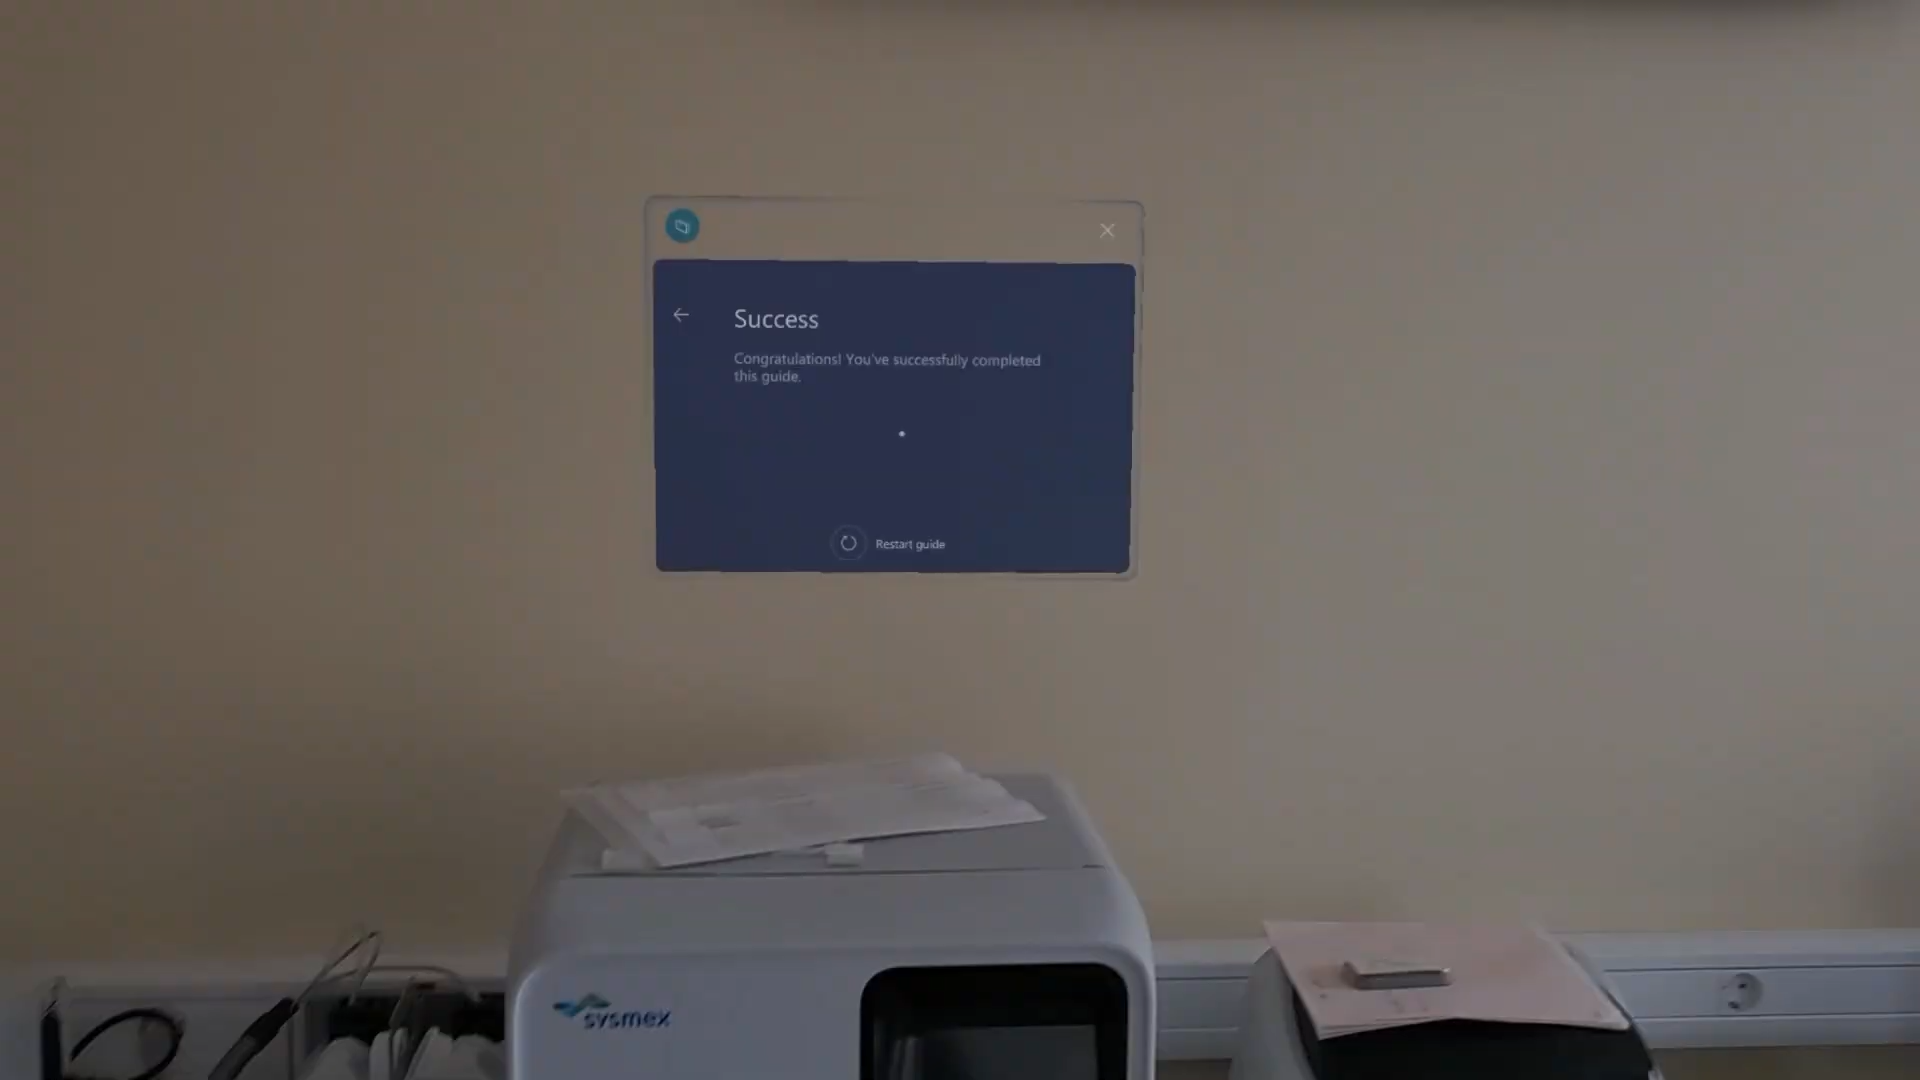 Success
Congratulations! You've successfully completed
this guide.
Restart guide
sysmex